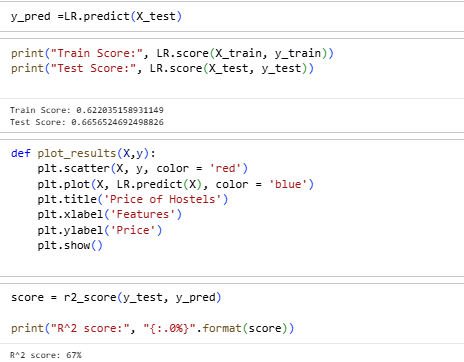 y_pred =LR.predict(X_test)
print("Train Score:", LR.score(X_train, y_train))
print("Test Score:", LR.score(X_test, y_test))
Train Score: 0.622035158931149
Test Score: 0.6656524692498826
def plot_results(X,y):
    plt.scatter(X, y, color = 'red')
    plt.plot(X, LR.predict(X), color = 'blue')
    plt.title('Price of Hostels')
    plt.xlabel('Features')
    plt.ylabel('Price')
    plt.show()
score = r2_score(y_test, y_pred)
print("R^2 score:", "{:.0%}".format(score))
R^2 score: 67%